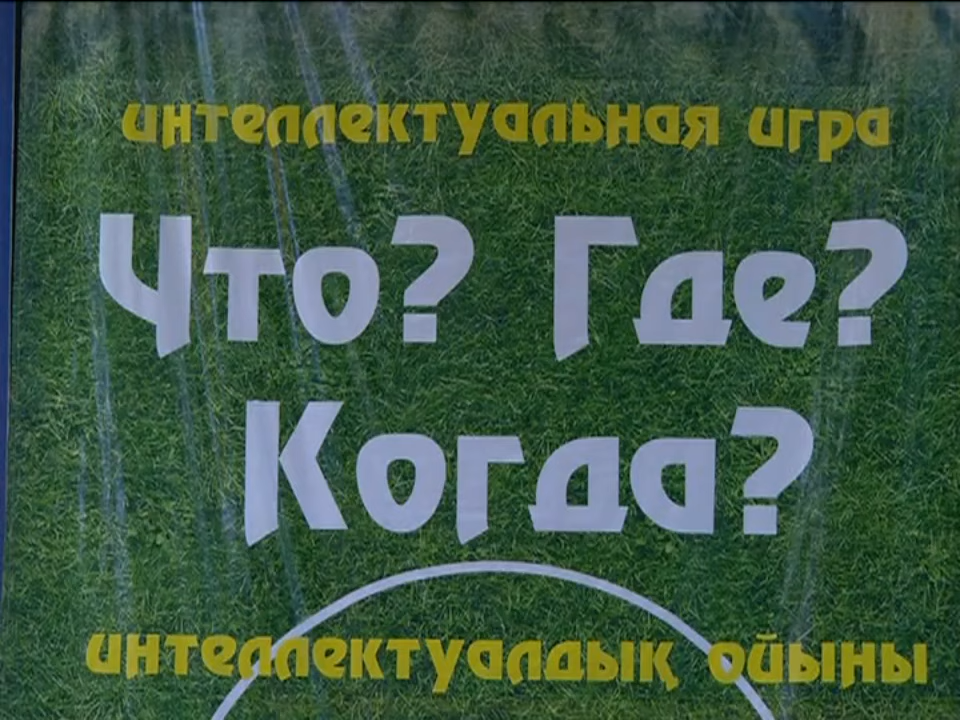 интеллектуальная игра
Что? Где?
Когда?
интеллектуалдық ойыны